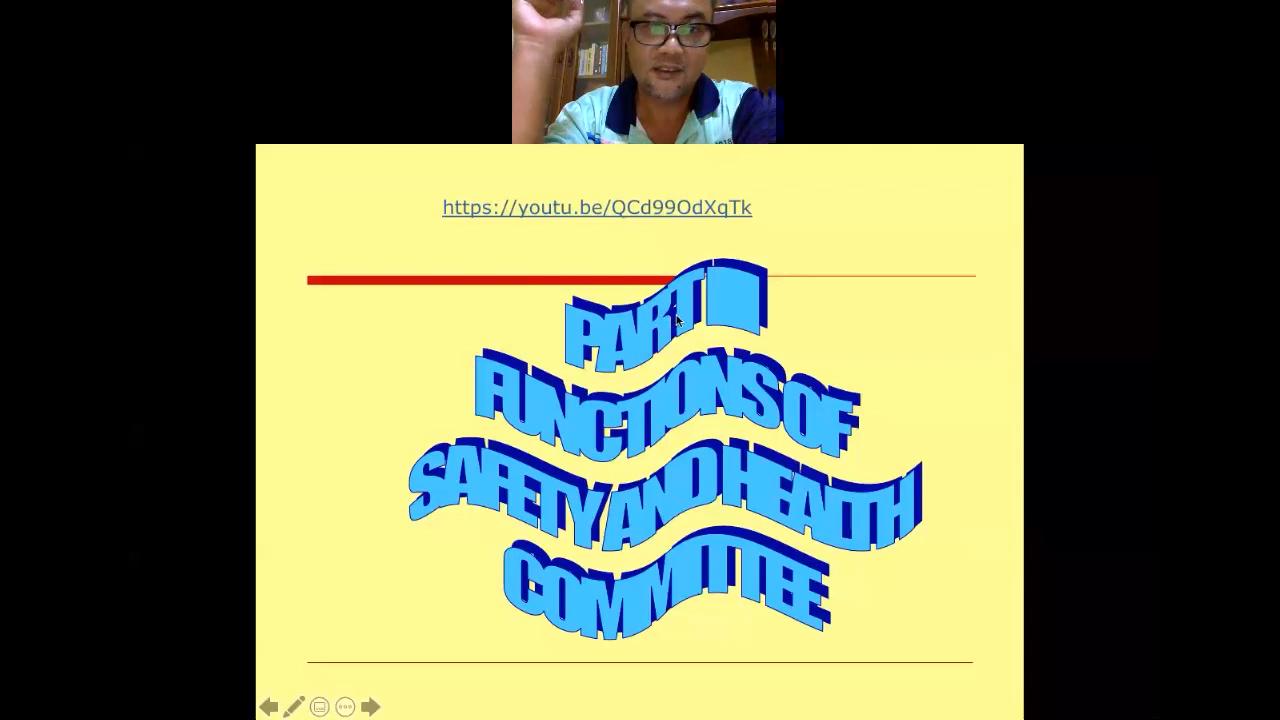 https://youtu.be/QCd99OdXqTk
PART
FUNCTIONS OF
SAFETY AND HEALTH
COMMITTEE